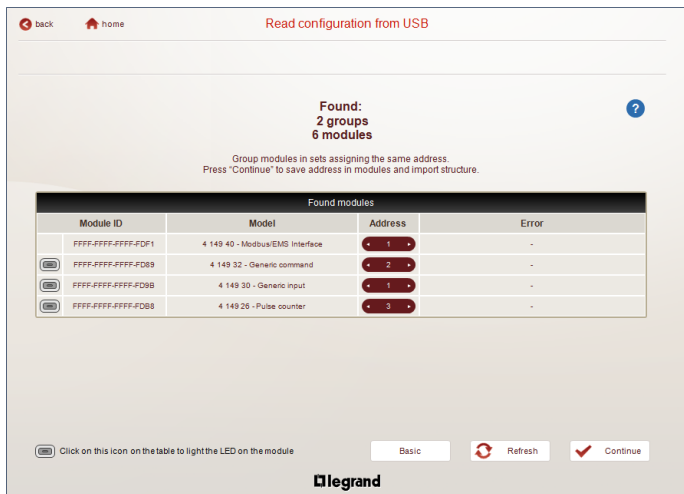 back
home
Read configuration from USB
Found:
2 groups
6 modules
?
Group modules in sets assigning the same address.
Press "Continue" to save address in modules and import structure.
Found modules
Module ID Model Address Error
FFFF-FFFF-FFFF-FDF1 4 149 40 - Modbus/EMS Interface 1 -
FFFF-FFFF-FFFF-FD89 4 149 32 - Generic command 2 -
FFFF-FFFF-FFFF-FD9B 4 149 30 - Generic input 1 -
FFFF-FFFF-FFFF-FDB8 4 149 26 - Pulse counter 3 -
Click on this icon on the table to light the LED on the module
Basic
Refresh
Continue
legrand